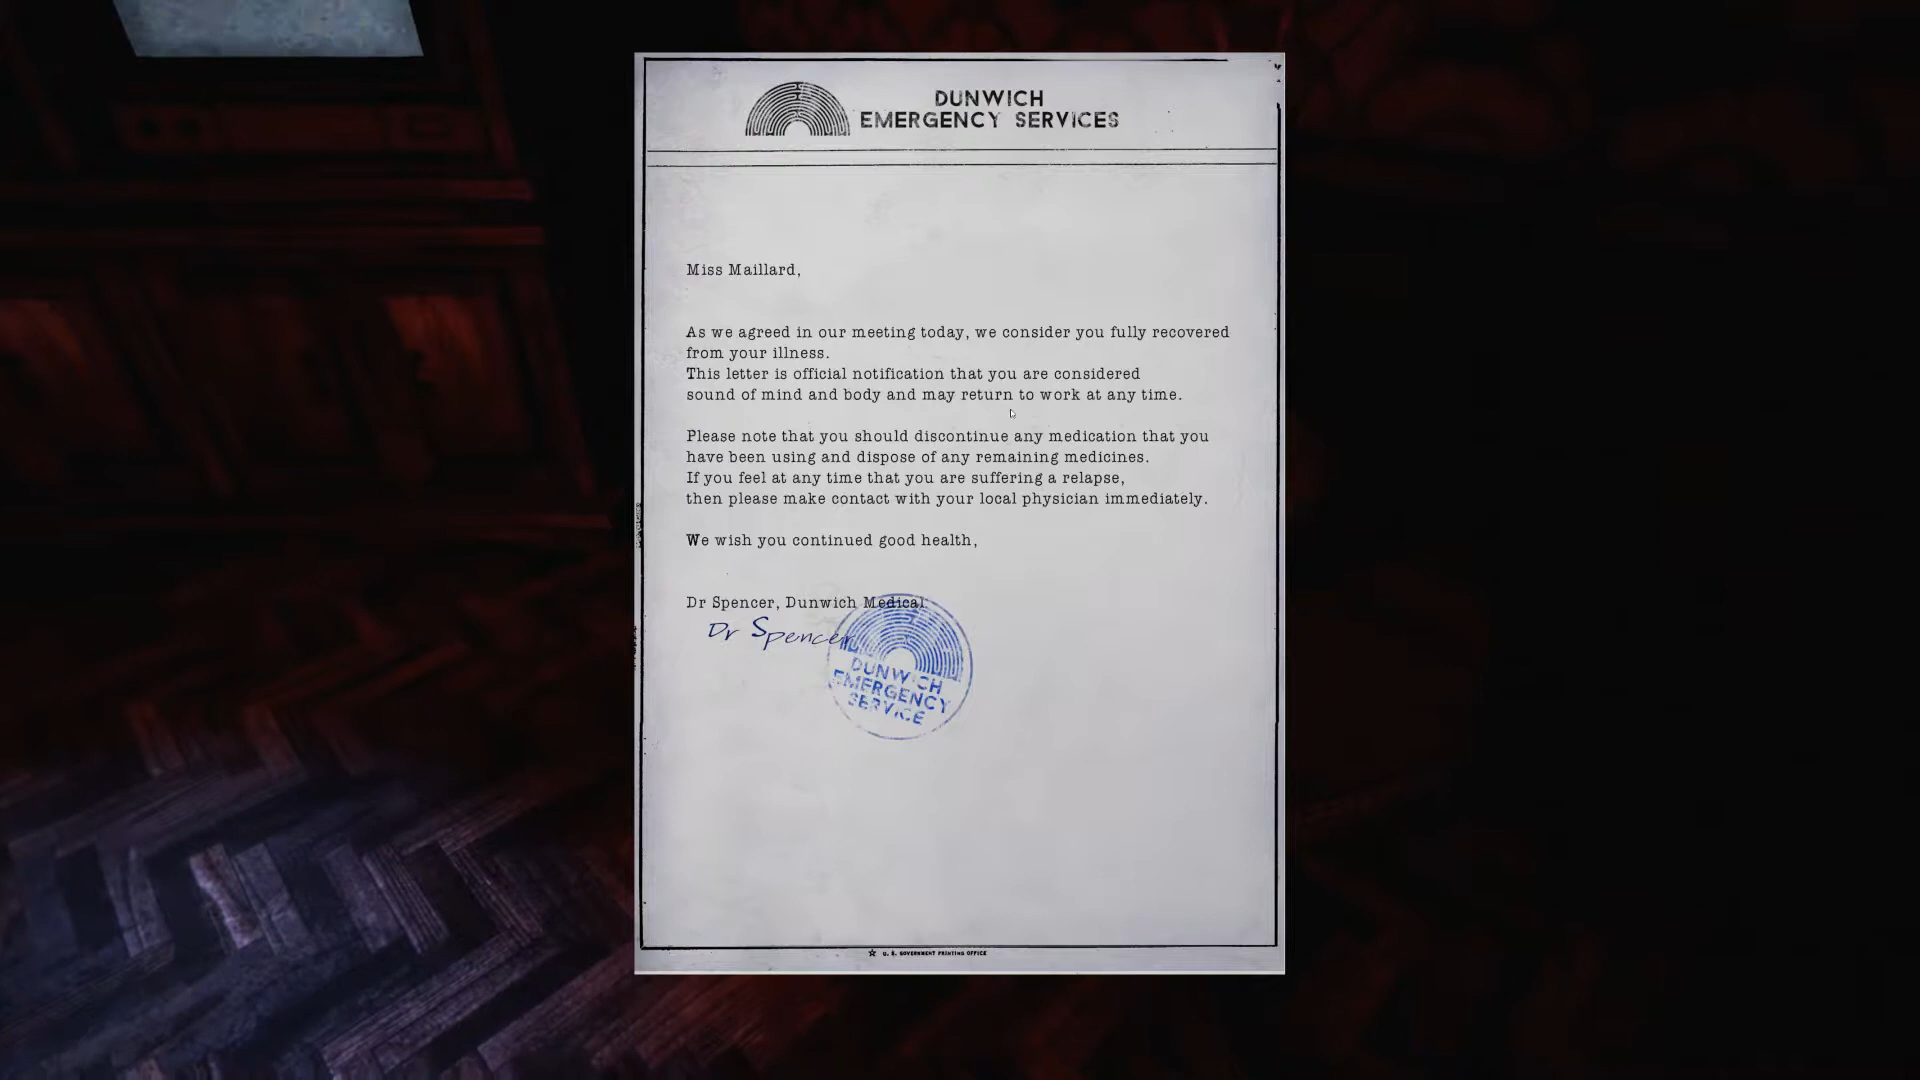 DUNWICH
EMERGENCY SERVICES
Miss Maillard,
As we agreed in our meeting today, we consider you fully recovered
from your illness.
This letter is official notification that you are considered
sound of mind and body and may return to work at any time.
Please note that you should discontinue any medication that you
have been using and dispose of any remaining medicines.
If you feel at any time that you are suffering a relapse,
then please make contact with your local physician immediately.
We wish you continued good health,
Dr Spencer, Dunwich Medical.
Dr Spencer
DUNWICH
EMERGENCY
SERVICE
☆ U. S. GOVERNMENT PRINTING OFFICE